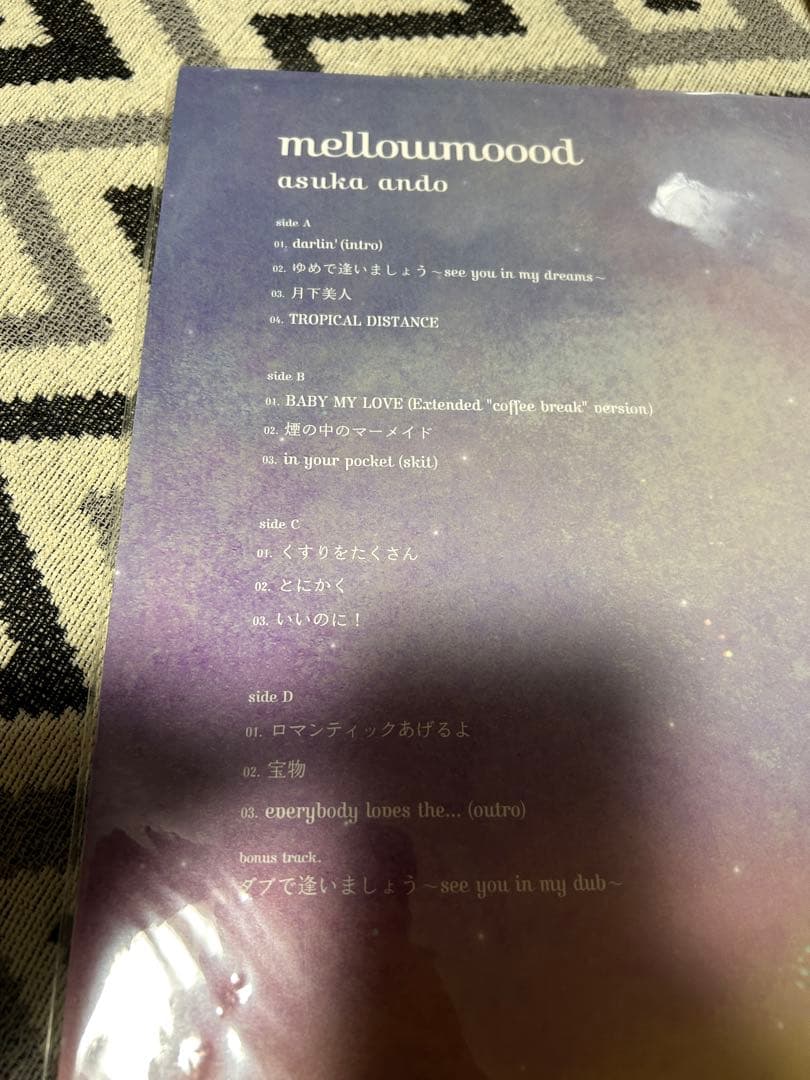 mellowmoood
asuka ando
side A
01. darlin' (intro)
02. ゆめで逢いましょう～see you in my dreams～
03. 月下美人
04. TROPICAL DISTANCE
side B
01. BABY MY LOVE (Extended "coffee break" version)
02. 煙の中のマーメイド
03. in your pocket (skit)
side C
01. くすりをたくさん
02. とにかく
03. いいのに！
side D
01. ロマンティックあげるよ
02. 宝物
03. everybody loves the... (outro)
bonus track.
ダブで逢いましょう～see you in my dub～